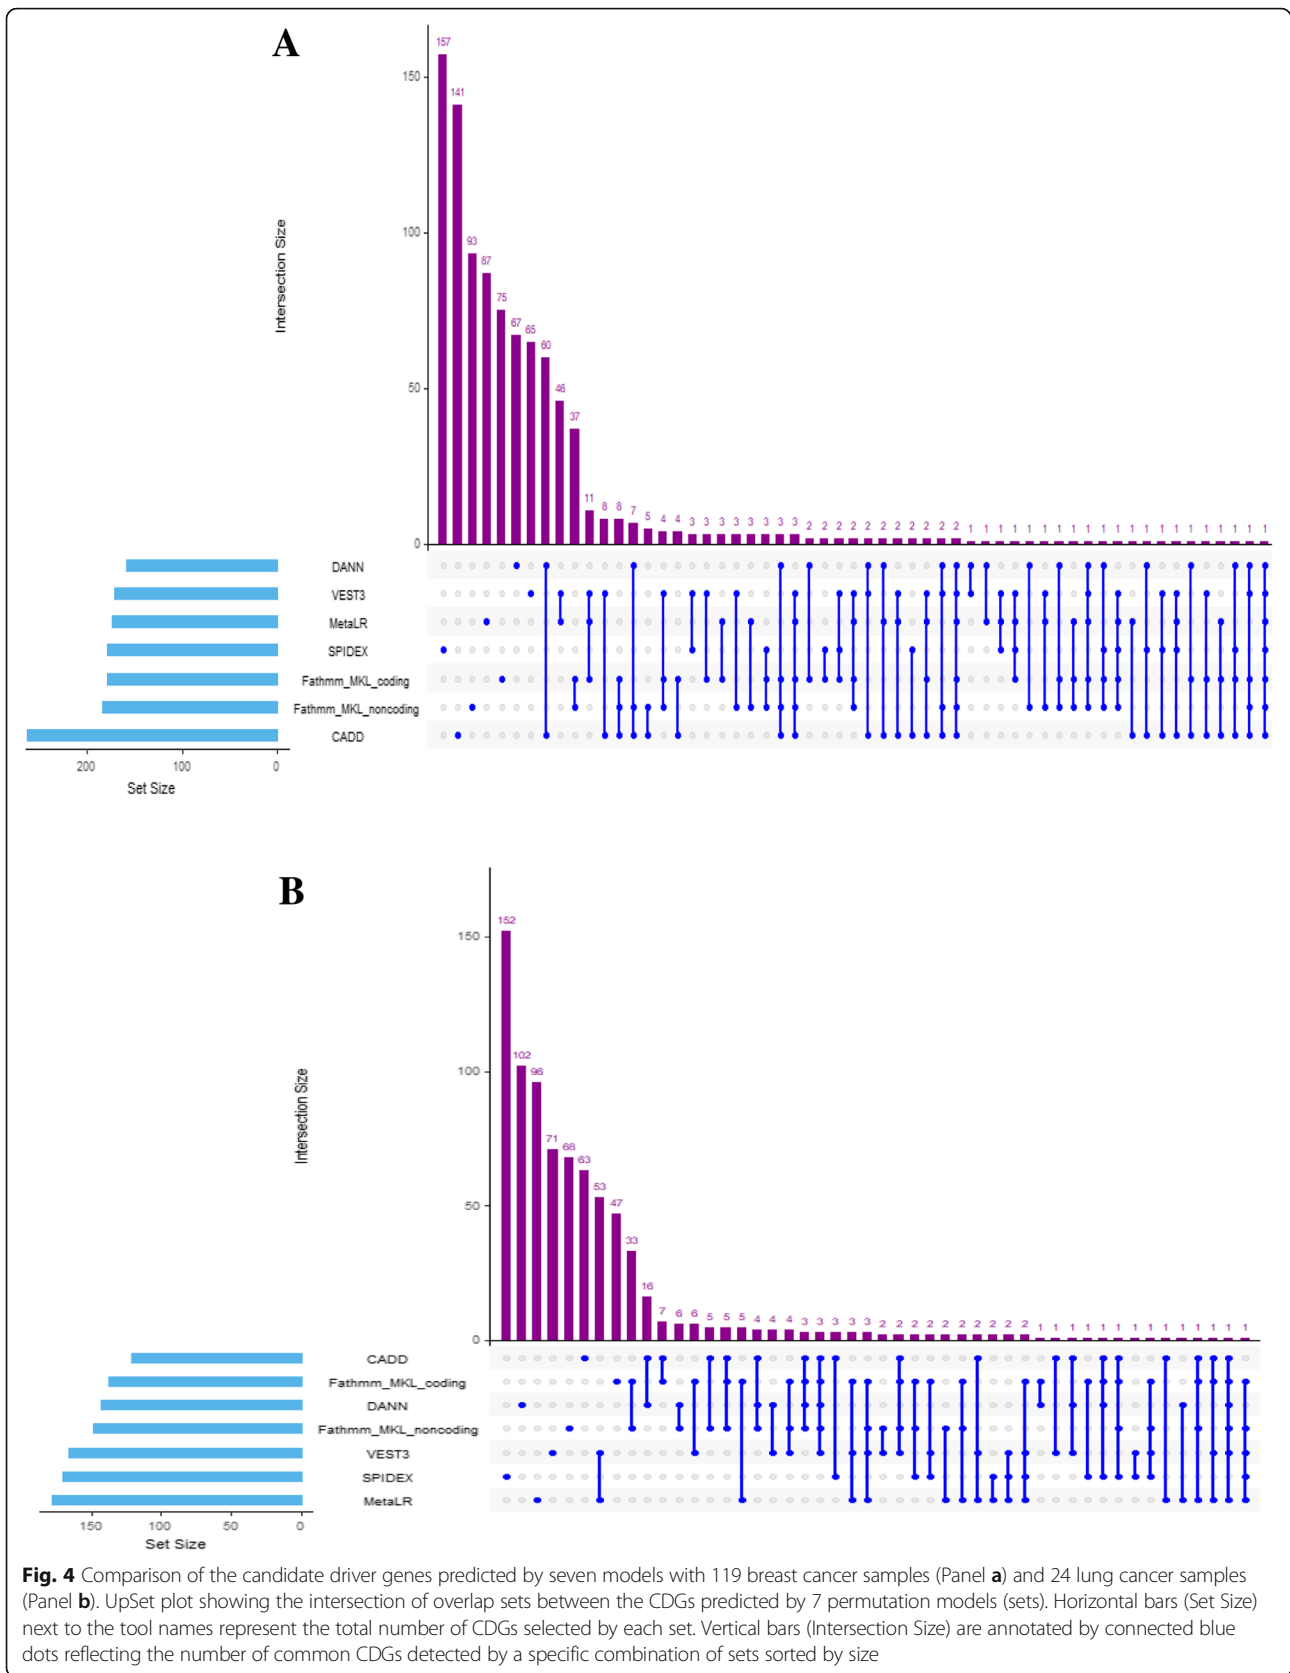 A
157
141
93
87
75
67
65
60
46
37
11
8 8 7 5 4 4 3 3 3 3 3 3 3 3 2 2 2 2 2 2 2 2 2 2 2 1 1 1 1 1 1 1 1 1 1 1 1 1 1 1 1 1 1 1 1 1
150
100
50
0
Intersection Size
DANN
VEST3
MetaLR
SPIDEX
Fathmm_MKL_coding
Fathmm_MKL_noncoding
CADD
200 100 0
Set Size
B
152
102
96
71
68
63
53
47
33
16
7 6 6 5 5 5 4 4 4 3 3 3 3 3 2 2 2 2 2 2 2 2 2 2 1 1 1 1 1 1 1 1 1 1 1 1 1 1
150
100
50
0
Intersection Size
CADD
Fathmm_MKL_coding
DANN
Fathmm_MKL_noncoding
VEST3
SPIDEX
MetaLR
150 100 50 0
Set Size
Fig. 4 Comparison of the candidate driver genes predicted by seven models with 119 breast cancer samples (Panel a) and 24 lung cancer samples
(Panel b). UpSet plot showing the intersection of overlap sets between the CDGs predicted by 7 permutation models (sets). Horizontal bars (Set Size)
next to the tool names represent the total number of CDGs selected by each set. Vertical bars (Intersection Size) are annotated by connected blue
dots reflecting the number of common CDGs detected by a specific combination of sets sorted by size